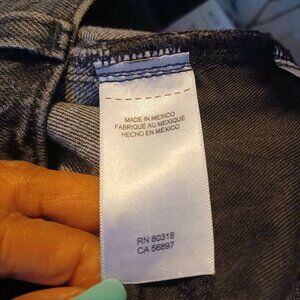 MADE IN MEXICO
FABRIQUÉ AU MEXIQUE
HECHO EN MÉXICO
RN 80318
CA 56897